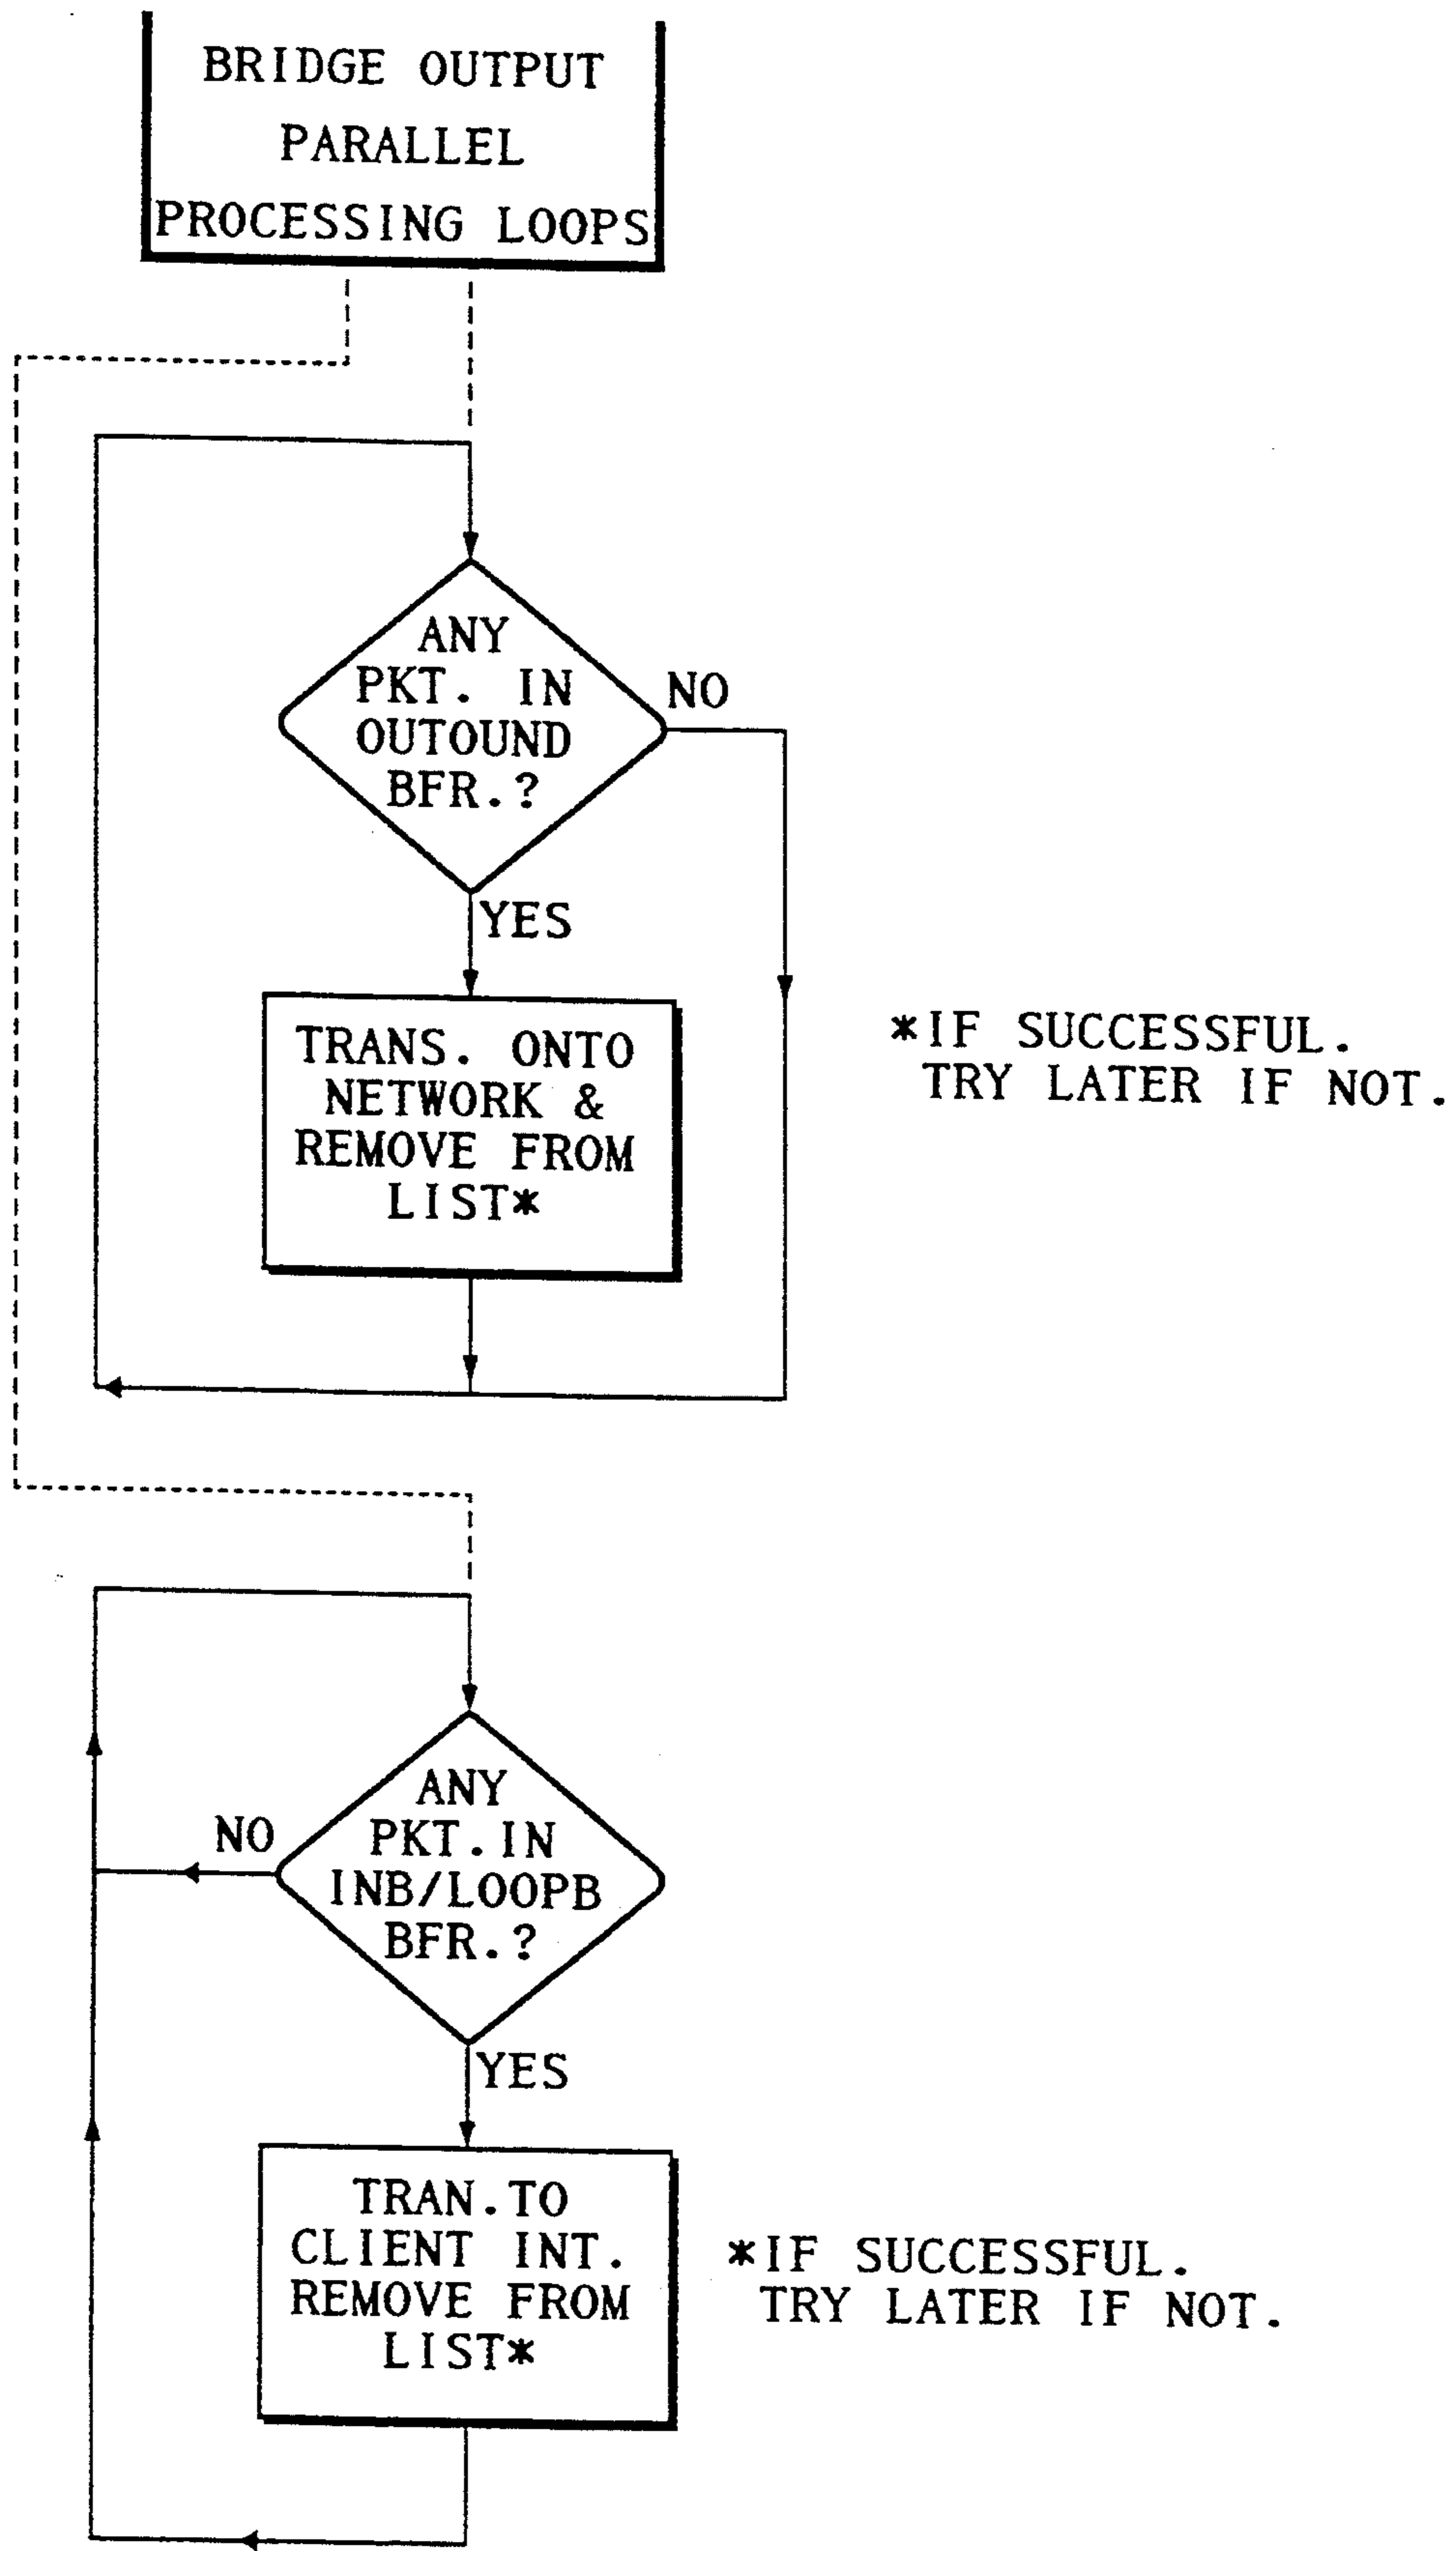 BRIDGE OUTPUT
PARALLEL
PROCESSING LOOPS
ANY
PKT. IN
OUTOUND
BFR.?
NO
YES
TRANS. ONTO
NETWORK &
REMOVE FROM
LIST*
*IF SUCCESSFUL.
TRY LATER IF NOT.
ANY
PKT.IN
INB/LOOPB
BFR.?
NO
YES
TRAN.TO
CLIENT INT.
REMOVE FROM
LIST*
*IF SUCCESSFUL.
TRY LATER IF NOT.